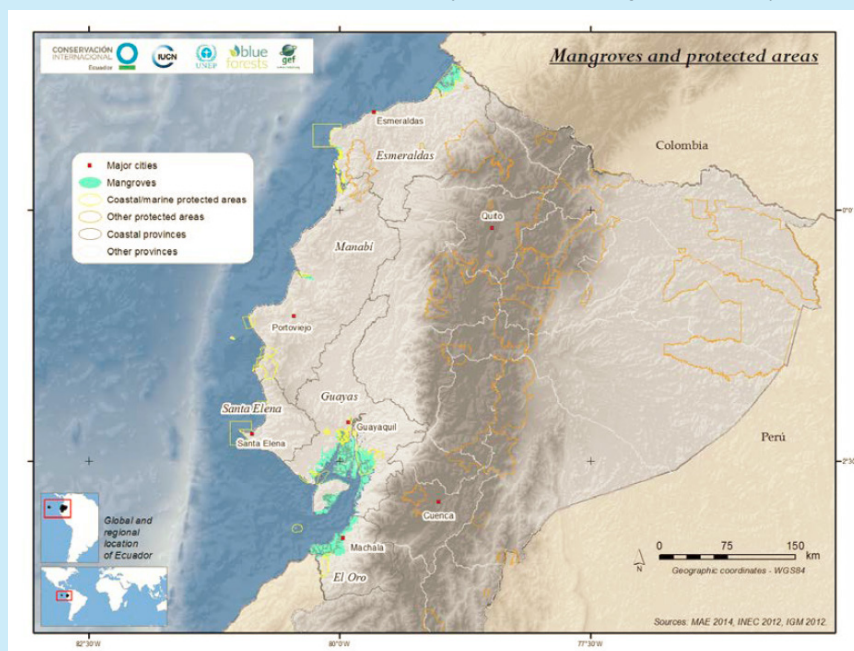 CONSERVACIÓN
INTERNACIONAL
Ecuador
IUCN
UNEP
blue
forests
gef
Mangroves and protected areas
Esmeraldas
Esmeraldas
Colombia
Major cities
Mangroves
Coastal/marine protected areas
Other protected areas
Coastal provinces
Other provinces
0°0'
Quito
Manabí
Portoviejo
Guayas
Santa Elena
Guayaquil
Santa Elena
Perú
2°30'
Cuenca
Global and
regional
location
of Ecuador
Machala
El Oro
N
0 75 150
km
Geographic coordinates - WGS84
Sources: MAE 2014, INEC 2012, IGM 2012.
82°30'W 80°0'W 77°30'W